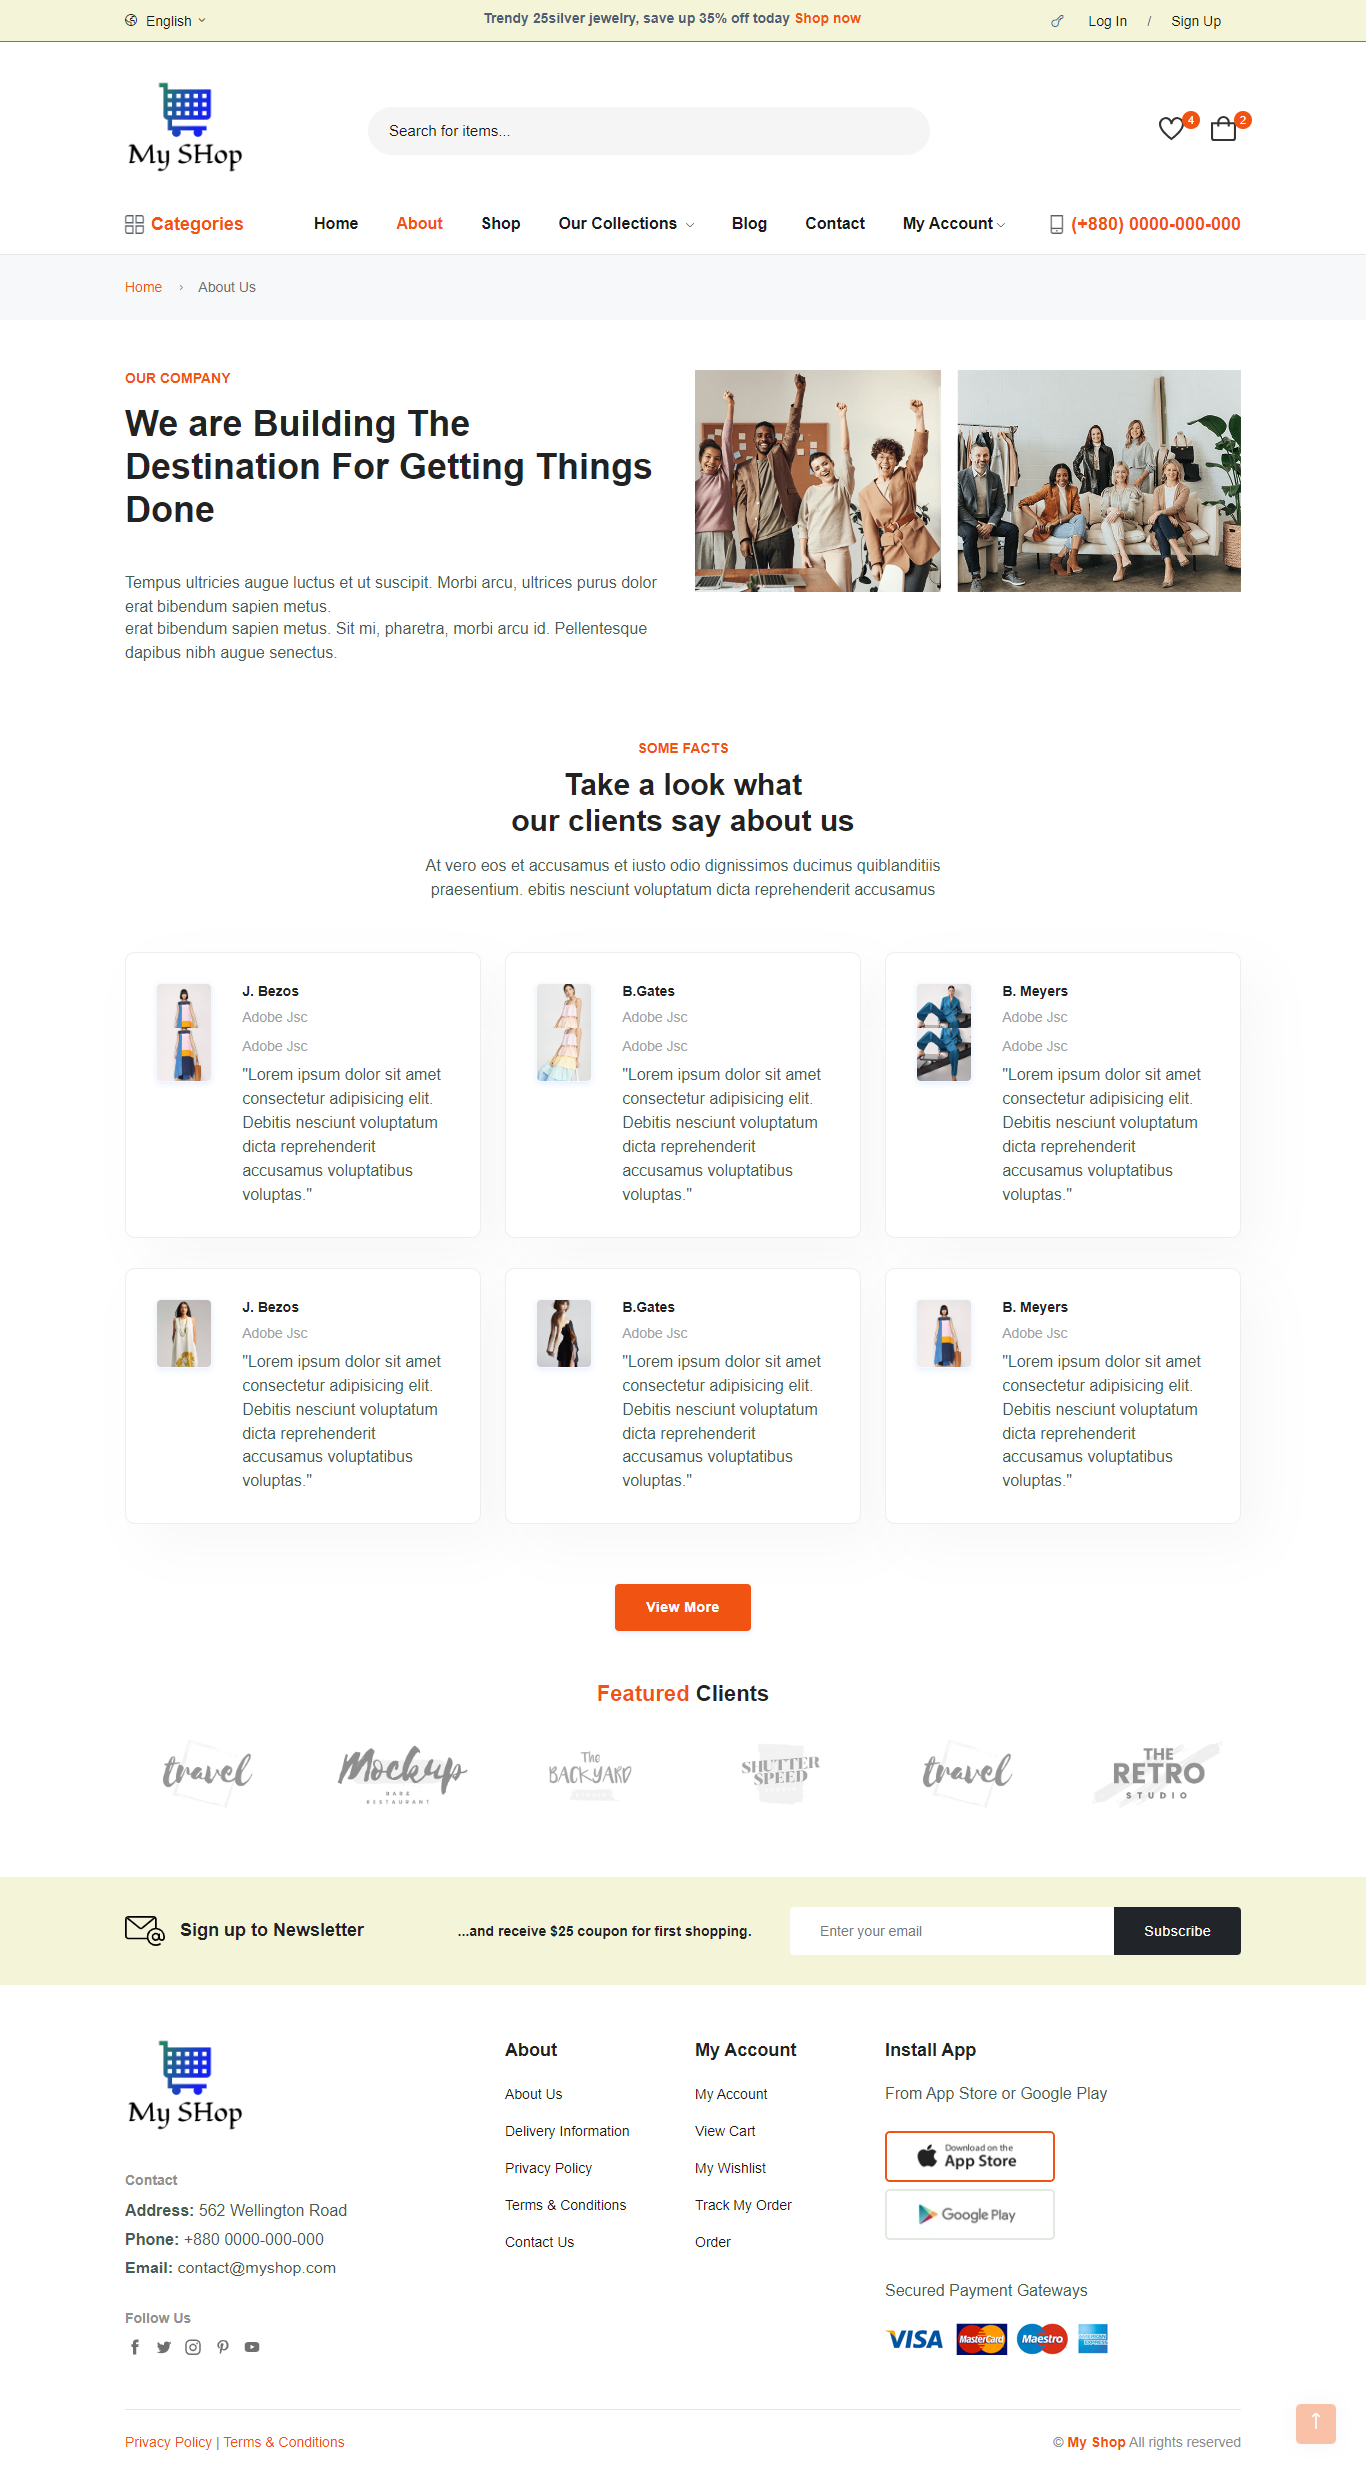 English
Trendy 25silver jewelry, save up 35% off today Shop now
Log In / Sign Up
My SHop
Search for items...
4
2
Categories
Home
About
Shop
Our Collections
Blog
Contact
My Account
(+880) 0000-000-000
Home › About Us
OUR COMPANY
We are Building The
Destination For Getting Things
Done
Tempus ultricies augue luctus et ut suscipit. Morbi arcu, ultrices purus dolor
erat bibendum sapien metus.
erat bibendum sapien metus. Sit mi, pharetra, morbi arcu id. Pellentesque
dapibus nibh augue senectus.
SOME FACTS
Take a look what
our clients say about us
At vero eos et accusamus et iusto odio dignissimos ducimus quiblanditiis
praesentium. ebitis nesciunt voluptatum dicta reprehenderit accusamus
J. Bezos
Adobe Jsc
Adobe Jsc
"Lorem ipsum dolor sit amet
consectetur adipisicing elit.
Debitis nesciunt voluptatum
dicta reprehenderit
accusamus voluptatibus
voluptas."
B.Gates
Adobe Jsc
Adobe Jsc
"Lorem ipsum dolor sit amet
consectetur adipisicing elit.
Debitis nesciunt voluptatum
dicta reprehenderit
accusamus voluptatibus
voluptas."
B. Meyers
Adobe Jsc
Adobe Jsc
"Lorem ipsum dolor sit amet
consectetur adipisicing elit.
Debitis nesciunt voluptatum
dicta reprehenderit
accusamus voluptatibus
voluptas."
J. Bezos
Adobe Jsc
"Lorem ipsum dolor sit amet
consectetur adipisicing elit.
Debitis nesciunt voluptatum
dicta reprehenderit
accusamus voluptatibus
voluptas."
B.Gates
Adobe Jsc
"Lorem ipsum dolor sit amet
consectetur adipisicing elit.
Debitis nesciunt voluptatum
dicta reprehenderit
accusamus voluptatibus
voluptas."
B. Meyers
Adobe Jsc
"Lorem ipsum dolor sit amet
consectetur adipisicing elit.
Debitis nesciunt voluptatum
dicta reprehenderit
accusamus voluptatibus
voluptas."
View More
Featured Clients
travel
Mockup
BAR&
RESTAURANT
The
BACKYARD
SHUTTER
SPEED
travel
THE
RETRO
STUDIO
Sign up to Newsletter
...and receive $25 coupon for first shopping.
Enter your email
Subscribe
My SHop
Contact
Address: 562 Wellington Road
Phone: +880 0000-000-000
Email: contact@myshop.com
Follow Us
About
About Us
Delivery Information
Privacy Policy
Terms & Conditions
Contact Us
My Account
My Account
View Cart
My Wishlist
Track My Order
Order
Install App
From App Store or Google Play
Download on the
App Store
Google Play
Secured Payment Gateways
VISA
MasterCard
Maestro
AMERICAN
EXPRESS
Privacy Policy | Terms & Conditions
© My Shop All rights reserved